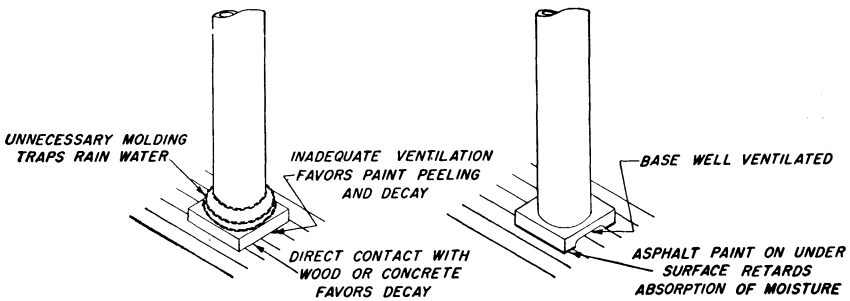 UNNECESSARY MOLDING
TRAPS RAIN WATER
INADEQUATE VENTILATION
FAVORS PAINT PEELING
AND DECAY
DIRECT CONTACT WITH
WOOD OR CONCRETE
FAVORS DECAY
BASE WELL VENTILATED
ASPHALT PAINT ON UNDER
SURFACE RETARDS
ABSORPTION OF MOISTURE